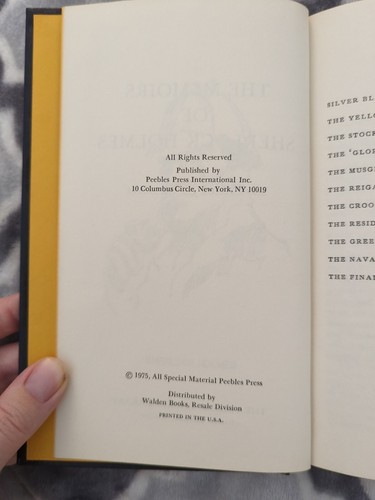 All Rights Reserved
Published by
Peebles Press International Inc.
10 Columbus Circle, New York, NY 10019
© 1975, All Special Material Peebles Press
Distributed by
Walden Books, Resale Division
PRINTED IN THE U.S.A.
SILVER BL
THE YELLO
THE STOCK
THE "GLOR
THE MUSGR
THE REIGA
THE CROO
THE RESID
THE GREE
THE NAVA
THE FINAL